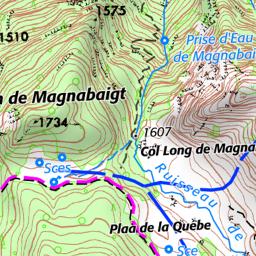 1575
1510
Prise d'Eau
de Magnabai
n de Magnabaigt
1734
1607
Col Long de Magna
Sces
Ruisseau de
Plaa de la Quèbe
Sce